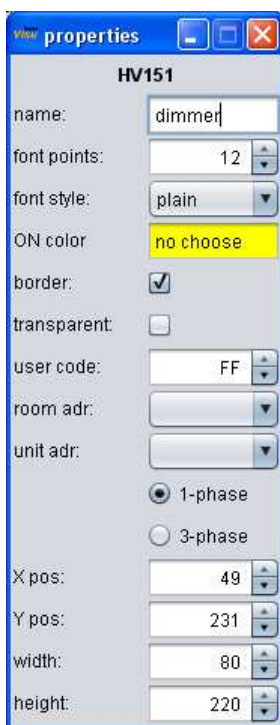 Visu properties
HV151
name: dimmer
font points: 12
font style: plain
ON color no choose
border:
transparent:
user code: FF
room adr:
unit adr:
1-phase
3-phase
X pos: 49
Y pos: 231
width: 80
height: 220